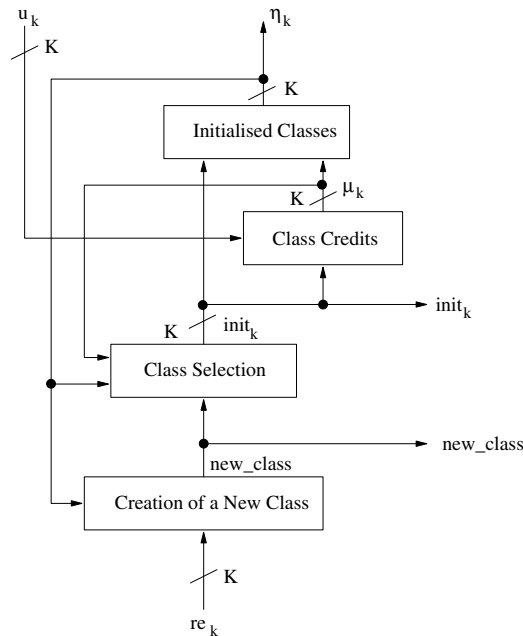 u_k
η_k
K
K
Initialised Classes
K
μ_k
Class Credits
init_k
K
init_k
Class Selection
new_class
new_class
Creation of a New Class
K
re_k